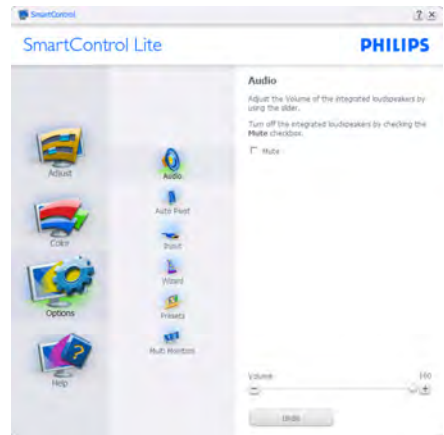 SmartControl
SmartControl Lite
PHILIPS
Adjust
Color
Options
Help
Audio
Auto Pivot
Input
Wizard
Presets
Multi Monitors
Audio
Adjust the Volume of the integrated loudspeakers by
using the slider.
Turn off the integrated loudspeakers by checking the
Mute checkbox.
Mute
Volume
100
Undo